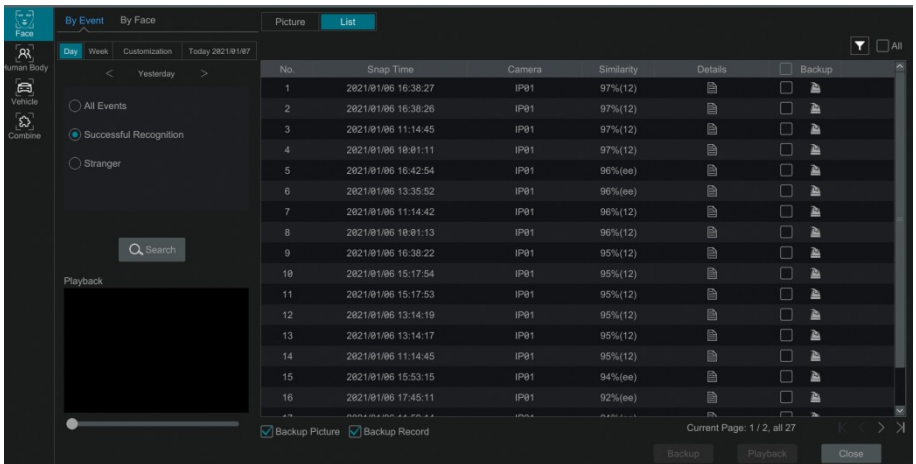 Face
Human Body
Vehicle
Combine
By Event By Face
Day Week Customization Today 2021/01/07
< Yesterday >
All Events
Successful Recognition
Stranger
Search
Playback
Picture List
All
No. Snap Time Camera Similarity Details Backup
1 2021/01/06 16:38:27 IP01 97%(12)
2 2021/01/06 16:38:26 IP01 97%(12)
3 2021/01/06 11:14:45 IP01 97%(12)
4 2021/01/06 10:01:11 IP01 97%(12)
5 2021/01/06 16:42:54 IP01 96%(ee)
6 2021/01/06 13:35:52 IP01 96%(ee)
7 2021/01/06 11:14:42 IP01 96%(12)
8 2021/01/06 10:01:13 IP01 96%(12)
9 2021/01/06 16:38:22 IP01 95%(12)
10 2021/01/06 15:17:54 IP01 95%(12)
11 2021/01/06 15:17:53 IP01 95%(12)
12 2021/01/06 13:14:19 IP01 95%(12)
13 2021/01/06 13:14:17 IP01 95%(12)
14 2021/01/06 11:14:45 IP01 95%(12)
15 2021/01/06 15:53:15 IP01 94%(ee)
16 2021/01/06 17:45:11 IP01 92%(ee)
Backup Picture Backup Record
Current Page: 1 / 2, all 27
Backup Playback Close